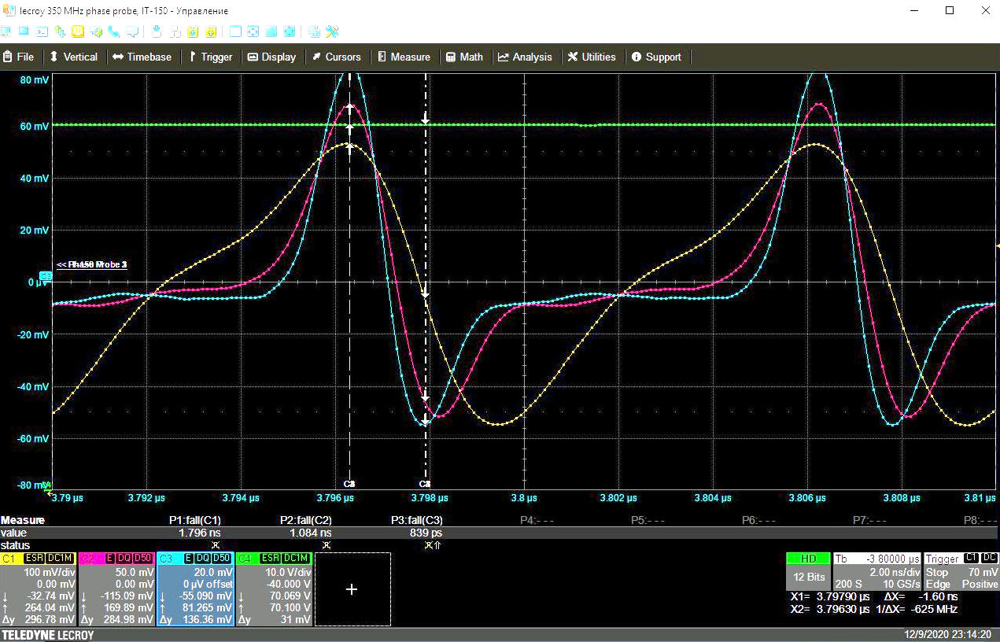 lecroy 350 MHz phase probe, IT-150 - Управление
File Vertical Timebase Trigger Display Cursors Measure Math Analysis Utilities Support
80 mV
60 mV
40 mV
20 mV
0 µV
-20 mV
-40 mV
-60 mV
-80 mV
C3 C3
3.79 µs 3.792 µs 3.794 µs 3.796 µs 3.798 µs 3.8 µs 3.802 µs 3.804 µs 3.806 µs 3.808 µs 3.81 µs
Measure P1:fall(C1) P2:fall(C2) P3:fall(C3) P4:- - - P5:- - - P6:- - - P7:- - - P8:- - -
value 1.796 ns 1.084 ns 839 ps
status
C1 ESR DC1M C2 E DQ D50 C3 E DQ D50 C4 ESR DC1M
100 mV/div 50.0 mV 20.0 mV 10.0 V/div
0.00 mV 0.00 mV 0 µV offset -40.000 V
↓ -32.74 mV ↓ -115.09 mV ↓ -55.090 mV ↓ 70.069 V
↑ 264.04 mV ↑ 169.89 mV ↑ 81.265 mV ↑ 70.100 V
Δy 296.78 mV Δy 284.98 mV Δy 136.36 mV Δy 31 mV
+
HD
12 Bits
Tb -3.80000 µs
2.00 ns/div
200 S 10 GS/s
Trigger C1 DC
Stop 70 mV
Edge Positive
X1= 3.79790 µs ΔX= -1.60 ns
X2= 3.79630 µs 1/ΔX= -625 MHz
TELEDYNE LECROY
12/9/2020 23:14:20